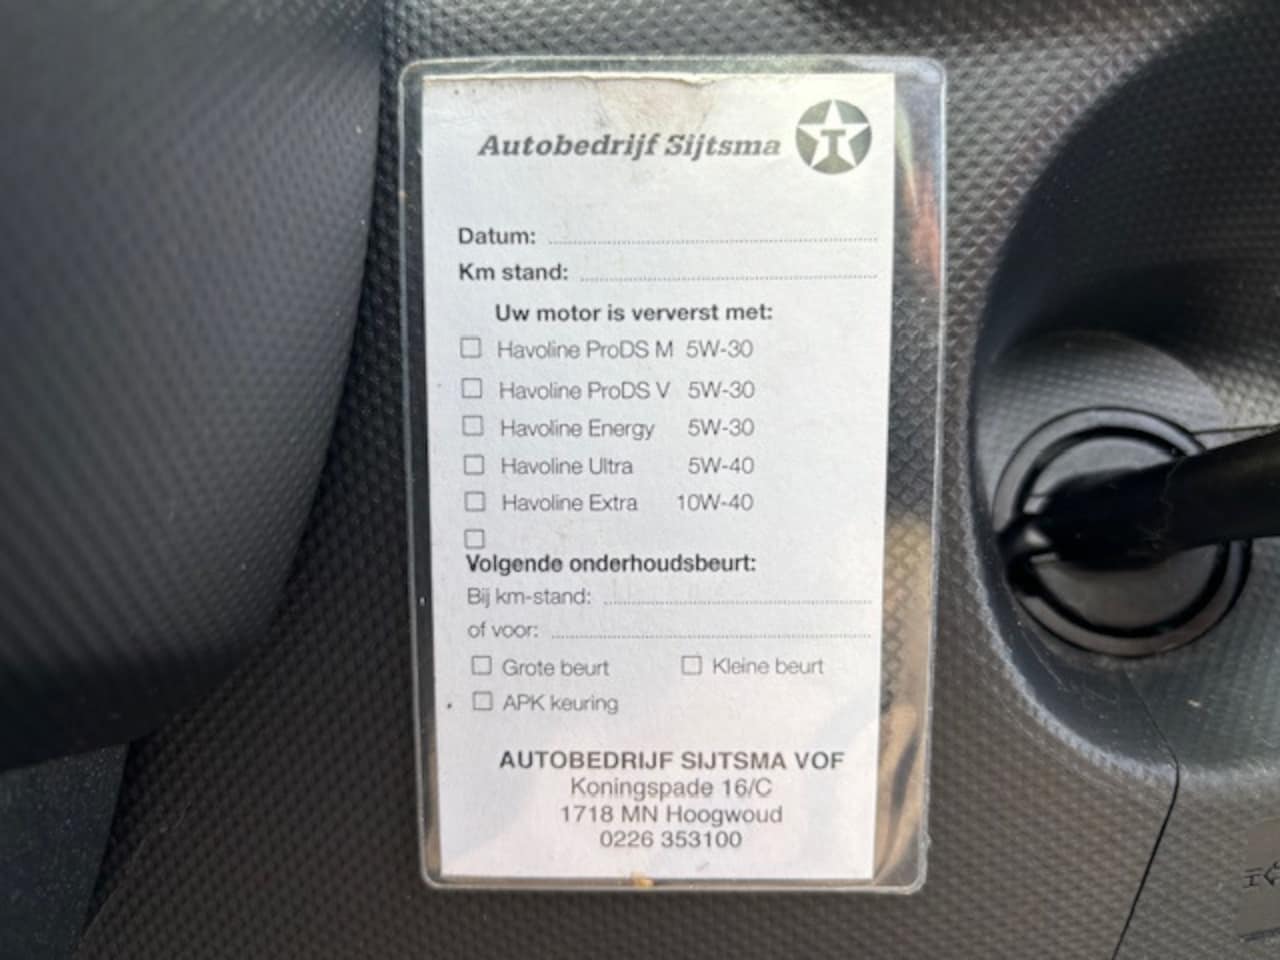 Autobedrijf Sijtsma T
Datum:
Km stand:
Uw motor is ververst met:
Havoline ProDS M 5W-30
Havoline ProDS V 5W-30
Havoline Energy 5W-30
Havoline Ultra 5W-40
Havoline Extra 10W-40
Volgende onderhoudsbeurt:
Bij km-stand:
of voor:
Grote beurt Kleine beurt
APK keuring
AUTOBEDRIJF SIJTSMA VOF
Koningspade 16/C
1718 MN Hoogwoud
0226 353100